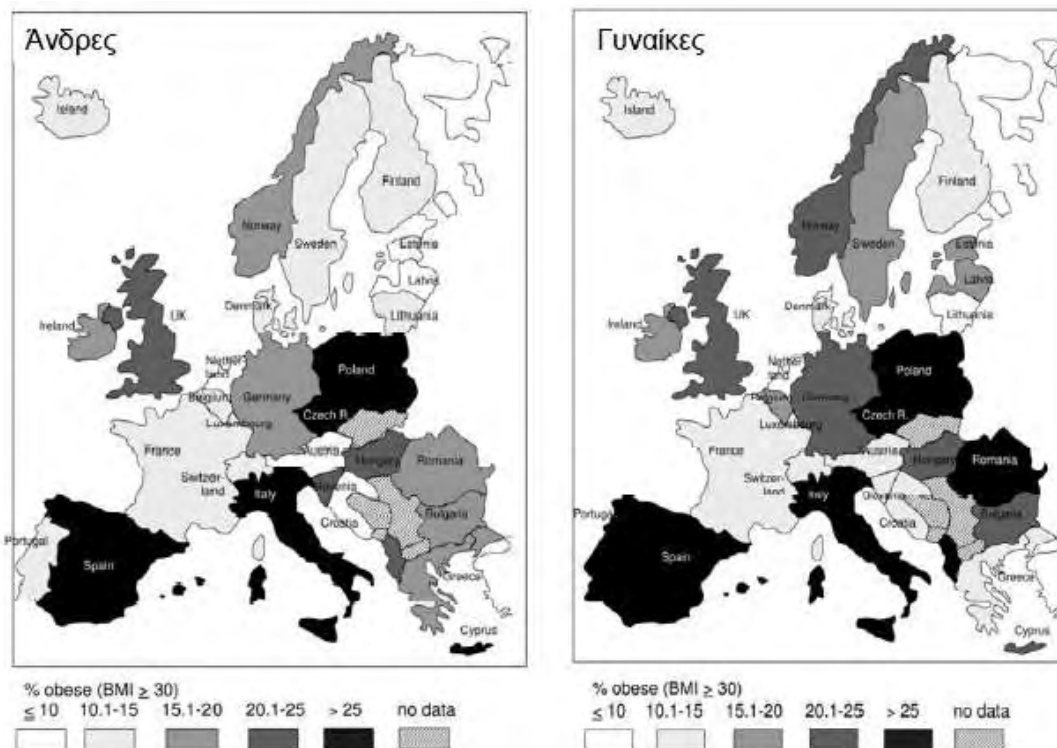 Άνδρες
Ireland
Finland
Norway
Sweden
Estonia
Latvia
Lithuania
Denmark
Ireland
UK
Nether-
land
Belgium
Germany
Poland
Luxembourg
Czech R.
France
Austria
Hungary
Romania
Switzer-
land
Slovenia
Italy
Croatia
Bulgaria
Portugal
Spain
Greece
Cyprus
% obese (BMI ≥ 30)
≤ 10 10.1-15 15.1-20 20.1-25 > 25 no data
Γυναίκες
Island
Finland
Norway
Sweden
Estonia
Latvia
Lithuania
Denmark
Ireland
UK
Nether-
land
Belgium
Germany
Poland
Luxembourg
Czech R.
France
Austria
Hungary
Romania
Switzer-
land
Slovenia
Italy
Croatia
Bulgaria
Portugal
Spain
Greece
Cyprus
% obese (BMI ≥ 30)
≤ 10 10.1-15 15.1-20 20.1-25 > 25 no data